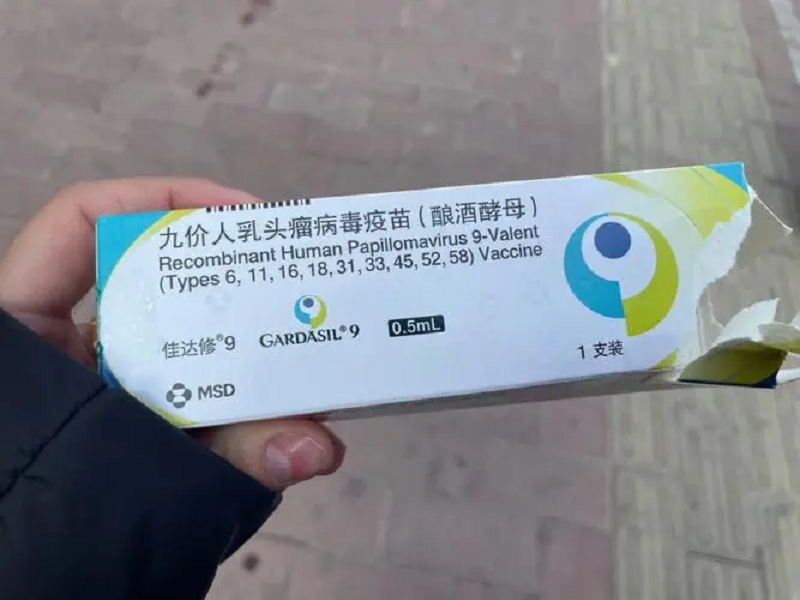 九价人乳头瘤病毒疫苗（酿酒酵母）
Recombinant Human Papillomavirus 9-Valent
(Types 6, 11, 16, 18, 31, 33, 45, 52, 58) Vaccine
佳达修®9
GARDASIL®9
0.5mL
1 支装
MSD